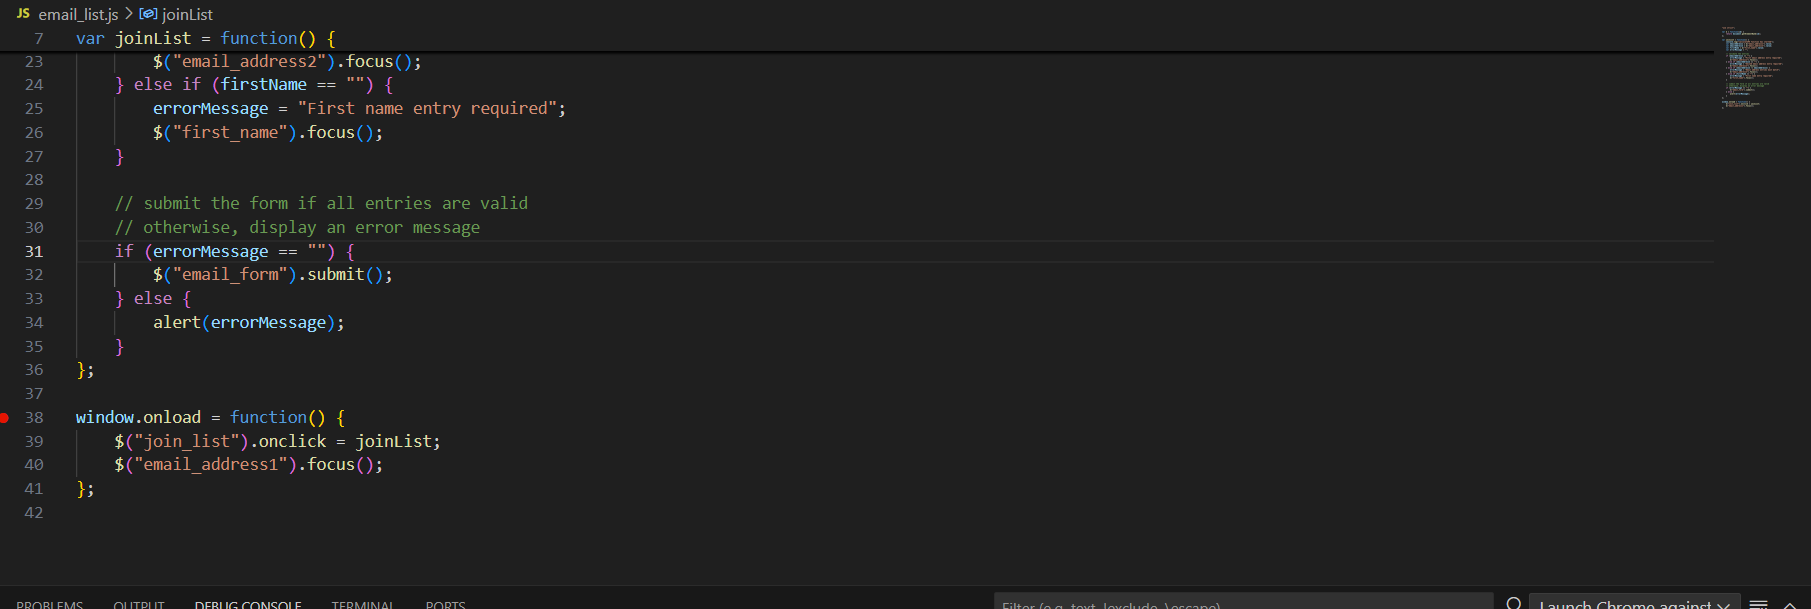 JS email_list.js > joinList
7 var joinList = function() {
23 $("email_address2").focus();
24 } else if (firstName == "") {
25 errorMessage = "First name entry required";
26 $("first_name").focus();
27 }
28
29 // submit the form if all entries are valid
30 // otherwise, display an error message
31 if (errorMessage == "") {
32 $("email_form").submit();
33 } else {
34 alert(errorMessage);
35 }
36 };
37
38 window.onload = function() {
39 $("join_list").onclick = joinList;
40 $("email_address1").focus();
41 };
42
PROBLEMS OUTPUT DEBUG CONSOLE TERMINAL PORTS Filter (e.g. text, !exclude, \escape) Launch Chrome against